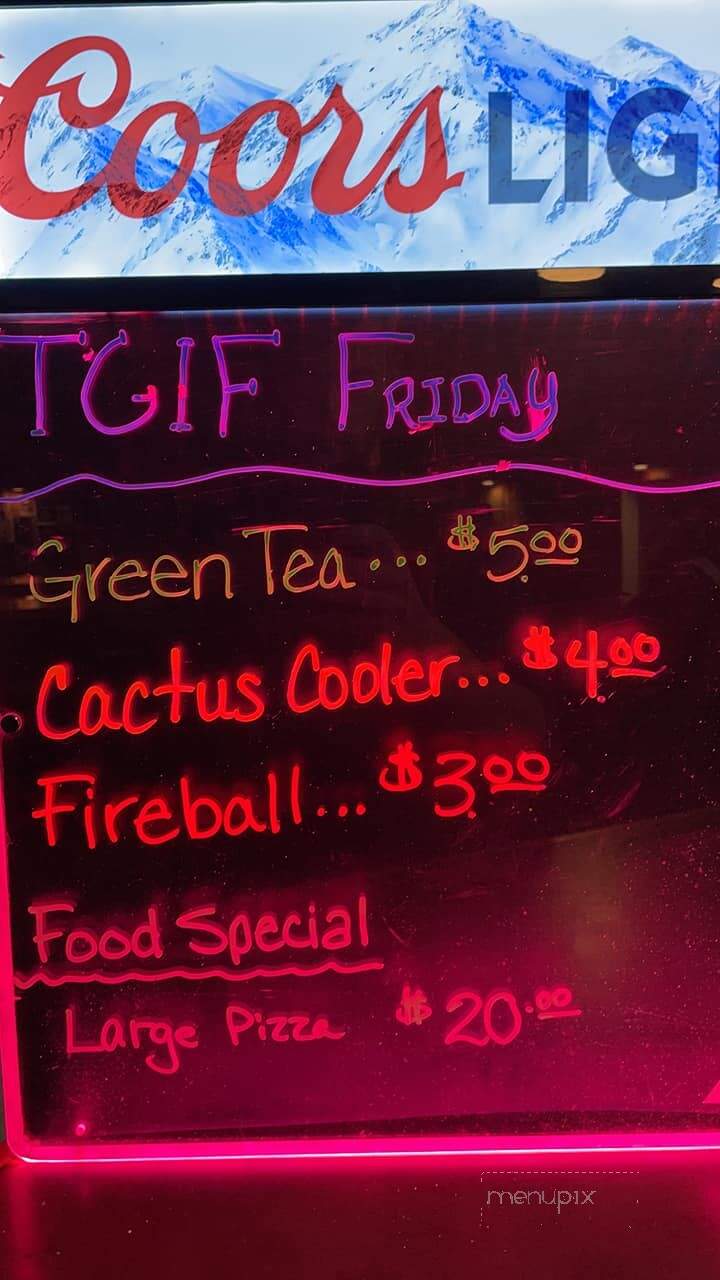 Coors LIG
TGIF FRIDAY
Green Tea... $5.00
Cactus Cooler... $4.00
Fireball... $3.00
Food Special
Large Pizza $20.00
menupix